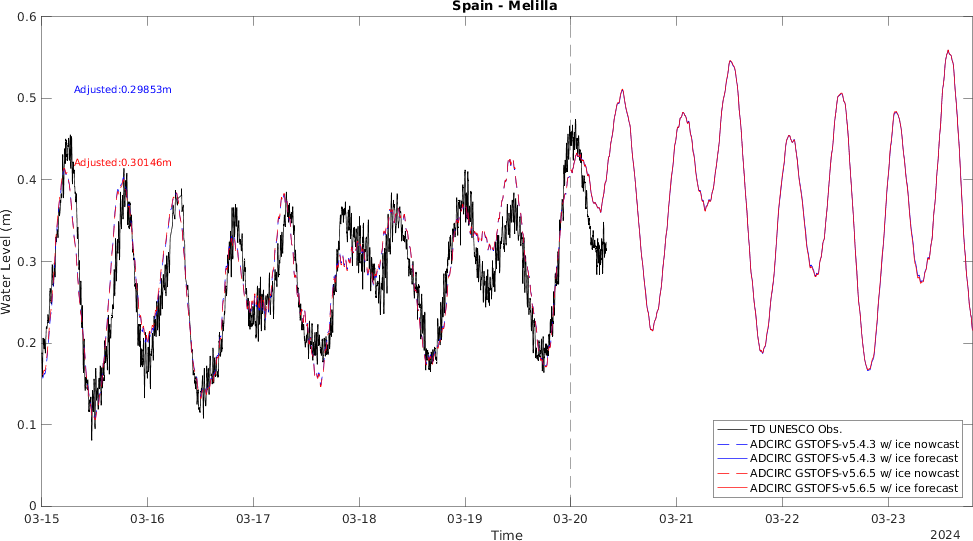 Spain - Melilla
0.6
0.5
0.4
0.3
0.2
0.1
0
Water Level (m)
Adjusted:0.29853m
Adjusted:0.30146m
TD UNESCO Obs.
ADCIRC GSTOFS-v5.4.3 w/ ice nowcast
ADCIRC GSTOFS-v5.4.3 w/ ice forecast
ADCIRC GSTOFS-v5.6.5 w/ ice nowcast
ADCIRC GSTOFS-v5.6.5 w/ ice forecast
03-15 03-16 03-17 03-18 03-19 03-20 03-21 03-22 03-23
Time
2024